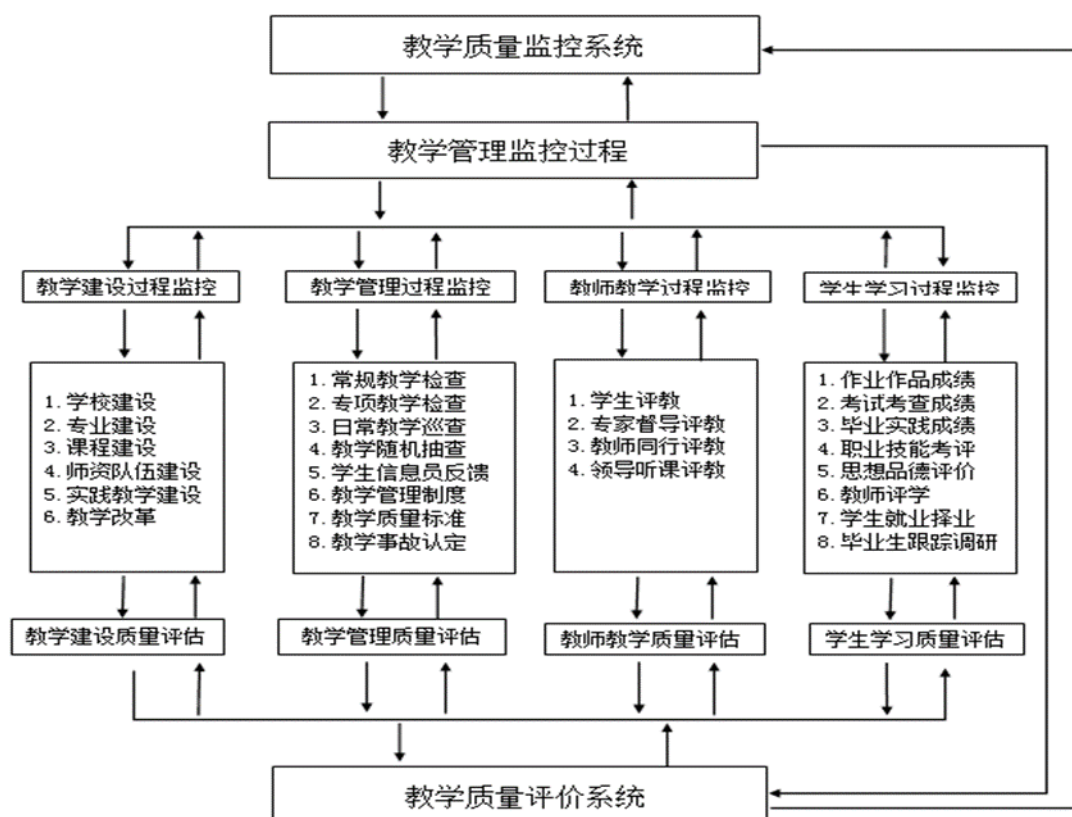 教学质量监控系统
教学管理监控过程
教学建设过程监控
教学管理过程监控
教师教学过程监控
学生学习过程监控
1. 学校建设
2. 专业建设
3. 课程建设
4. 师资队伍建设
5. 实践教学建设
6. 教学改革
1. 常规教学检查
2. 专项教学检查
3. 日常教学巡查
4. 教学随机抽查
5. 学生信息员反馈
6. 教学管理制度
7. 教学质量标准
8. 教学事故认定
1. 学生评教
2. 专家督导评教
3. 教师同行评教
4. 领导听课评教
1. 作业作品成绩
2. 考试考查成绩
3. 毕业实践成绩
4. 职业技能考评
5. 思想品德评价
6. 教师评学
7. 学生就业择业
8. 毕业生跟踪调研
教学建设质量评估
教学管理质量评估
教师教学质量评估
学生学习质量评估
教学质量评价系统